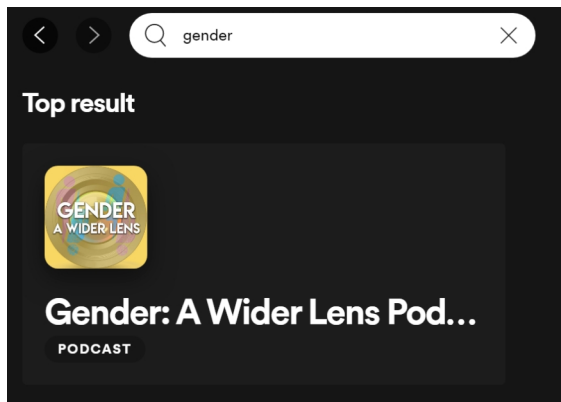 gender
Top result
GENDER
A WIDER LENS
Gender: A Wider Lens Pod...
PODCAST